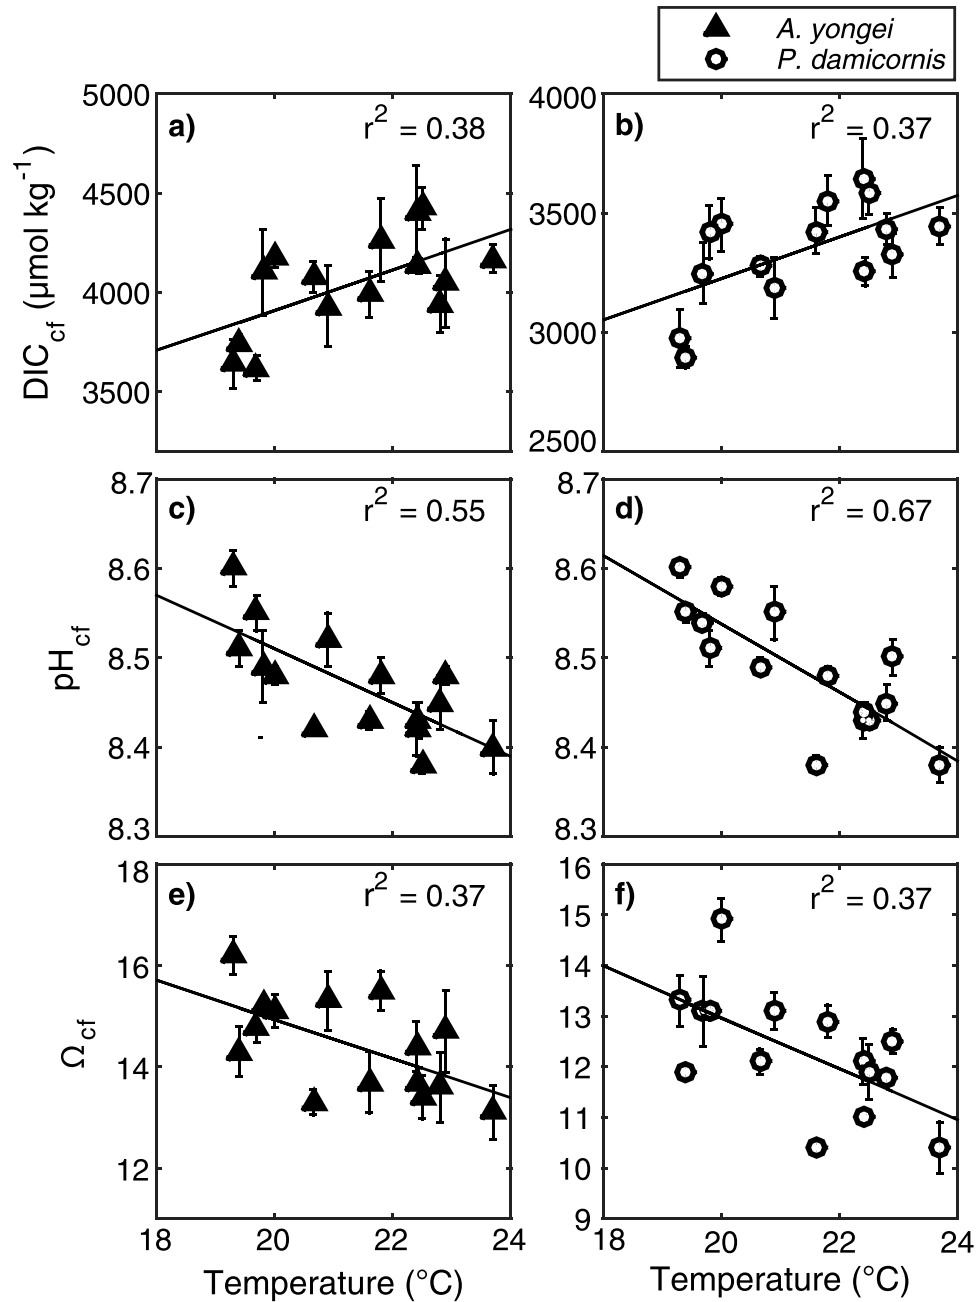 A. yongei
P. damicornis
a) r² = 0.38
5000
4500
4000
3500
DIC_cf (μmol kg⁻¹)
b) r² = 0.37
4000
3500
3000
2500
c) r² = 0.55
8.7
8.6
8.5
8.4
8.3
pH_cf
d) r² = 0.67
8.7
8.6
8.5
8.4
8.3
e) r² = 0.37
18
16
14
12
Ω_cf
18 20 22 24
Temperature (°C)
f) r² = 0.37
16
15
14
13
12
11
10
9
18 20 22 24
Temperature (°C)